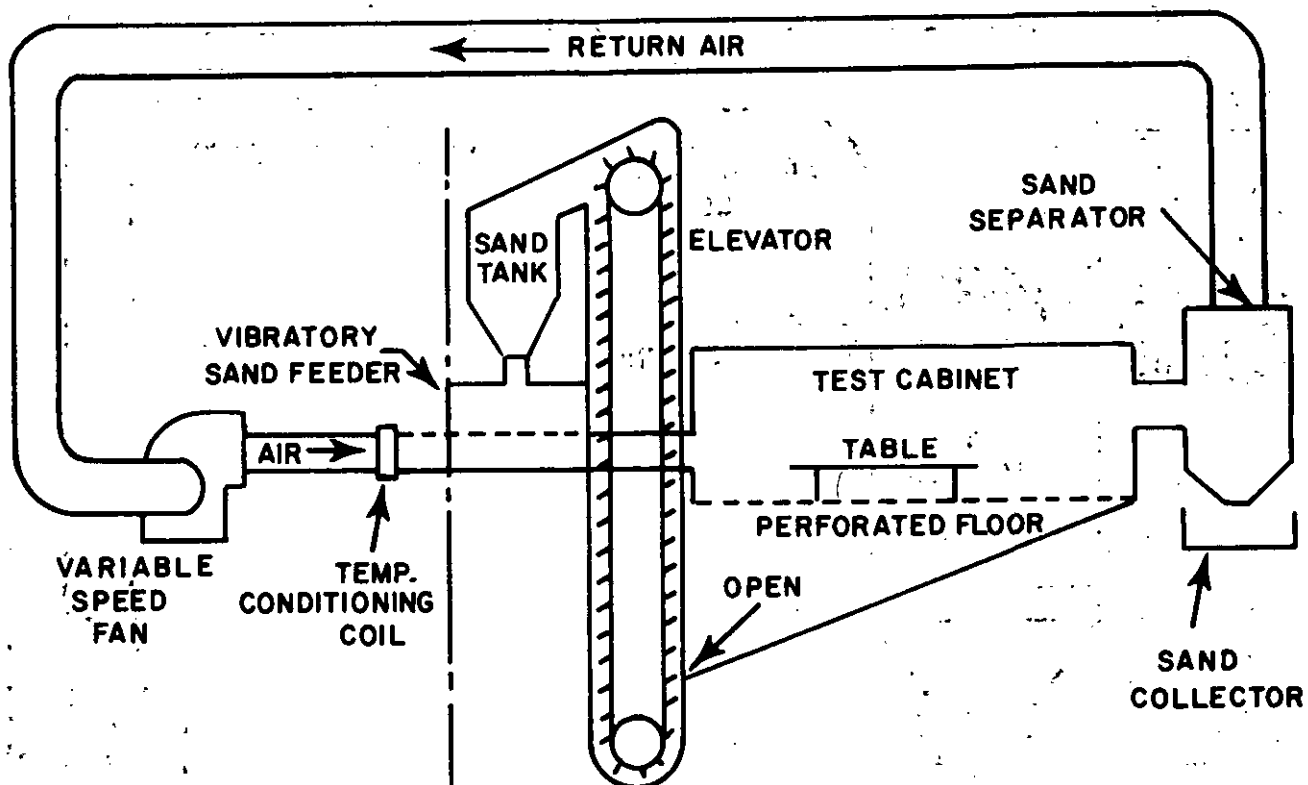 RETURN AIR
SAND
SEPARATOR
SAND
TANK
ELEVATOR
VIBRATORY
SAND FEEDER
TEST CABINET
AIR
TABLE
PERFORATED FLOOR
VARIABLE
SPEED
FAN
TEMP.
CONDITIONING
COIL
OPEN
SAND
COLLECTOR